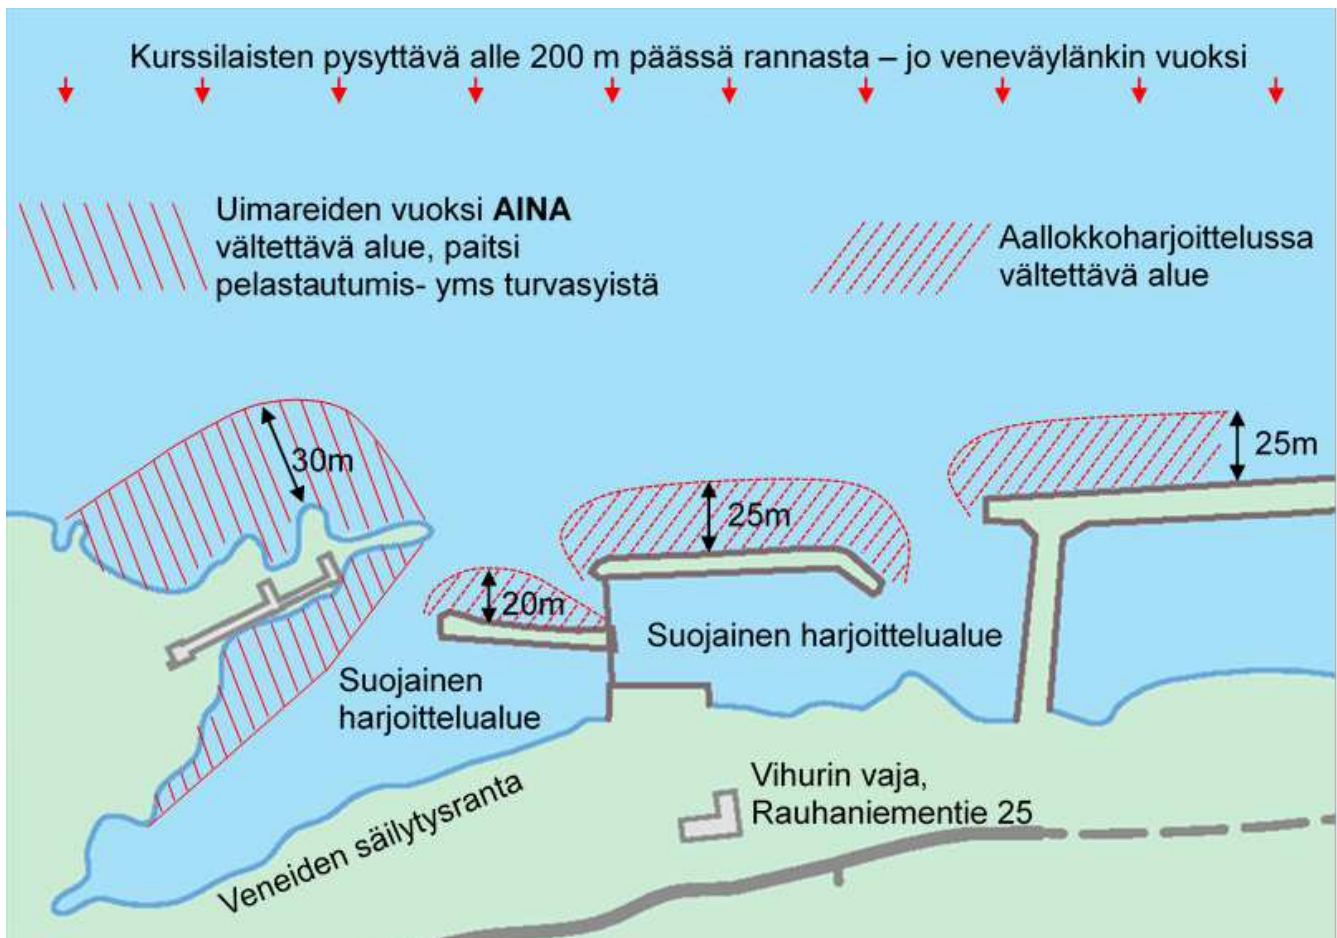 Kurssilaisten pysyttävä alle 200 m päässä rannasta – jo veneväylänkin vuoksi
Uimareiden vuoksi AINA
vältettävä alue, paitsi
pelastautumis- yms turvasyistä
Aallokkoharjoittelussa
vältettävä alue
30m
25m
25m
20m
Suojainen harjoittelualue
Suojainen
harjoittelualue
Veneiden säilytysranta
Vihurin vaja,
Rauhaniementie 25